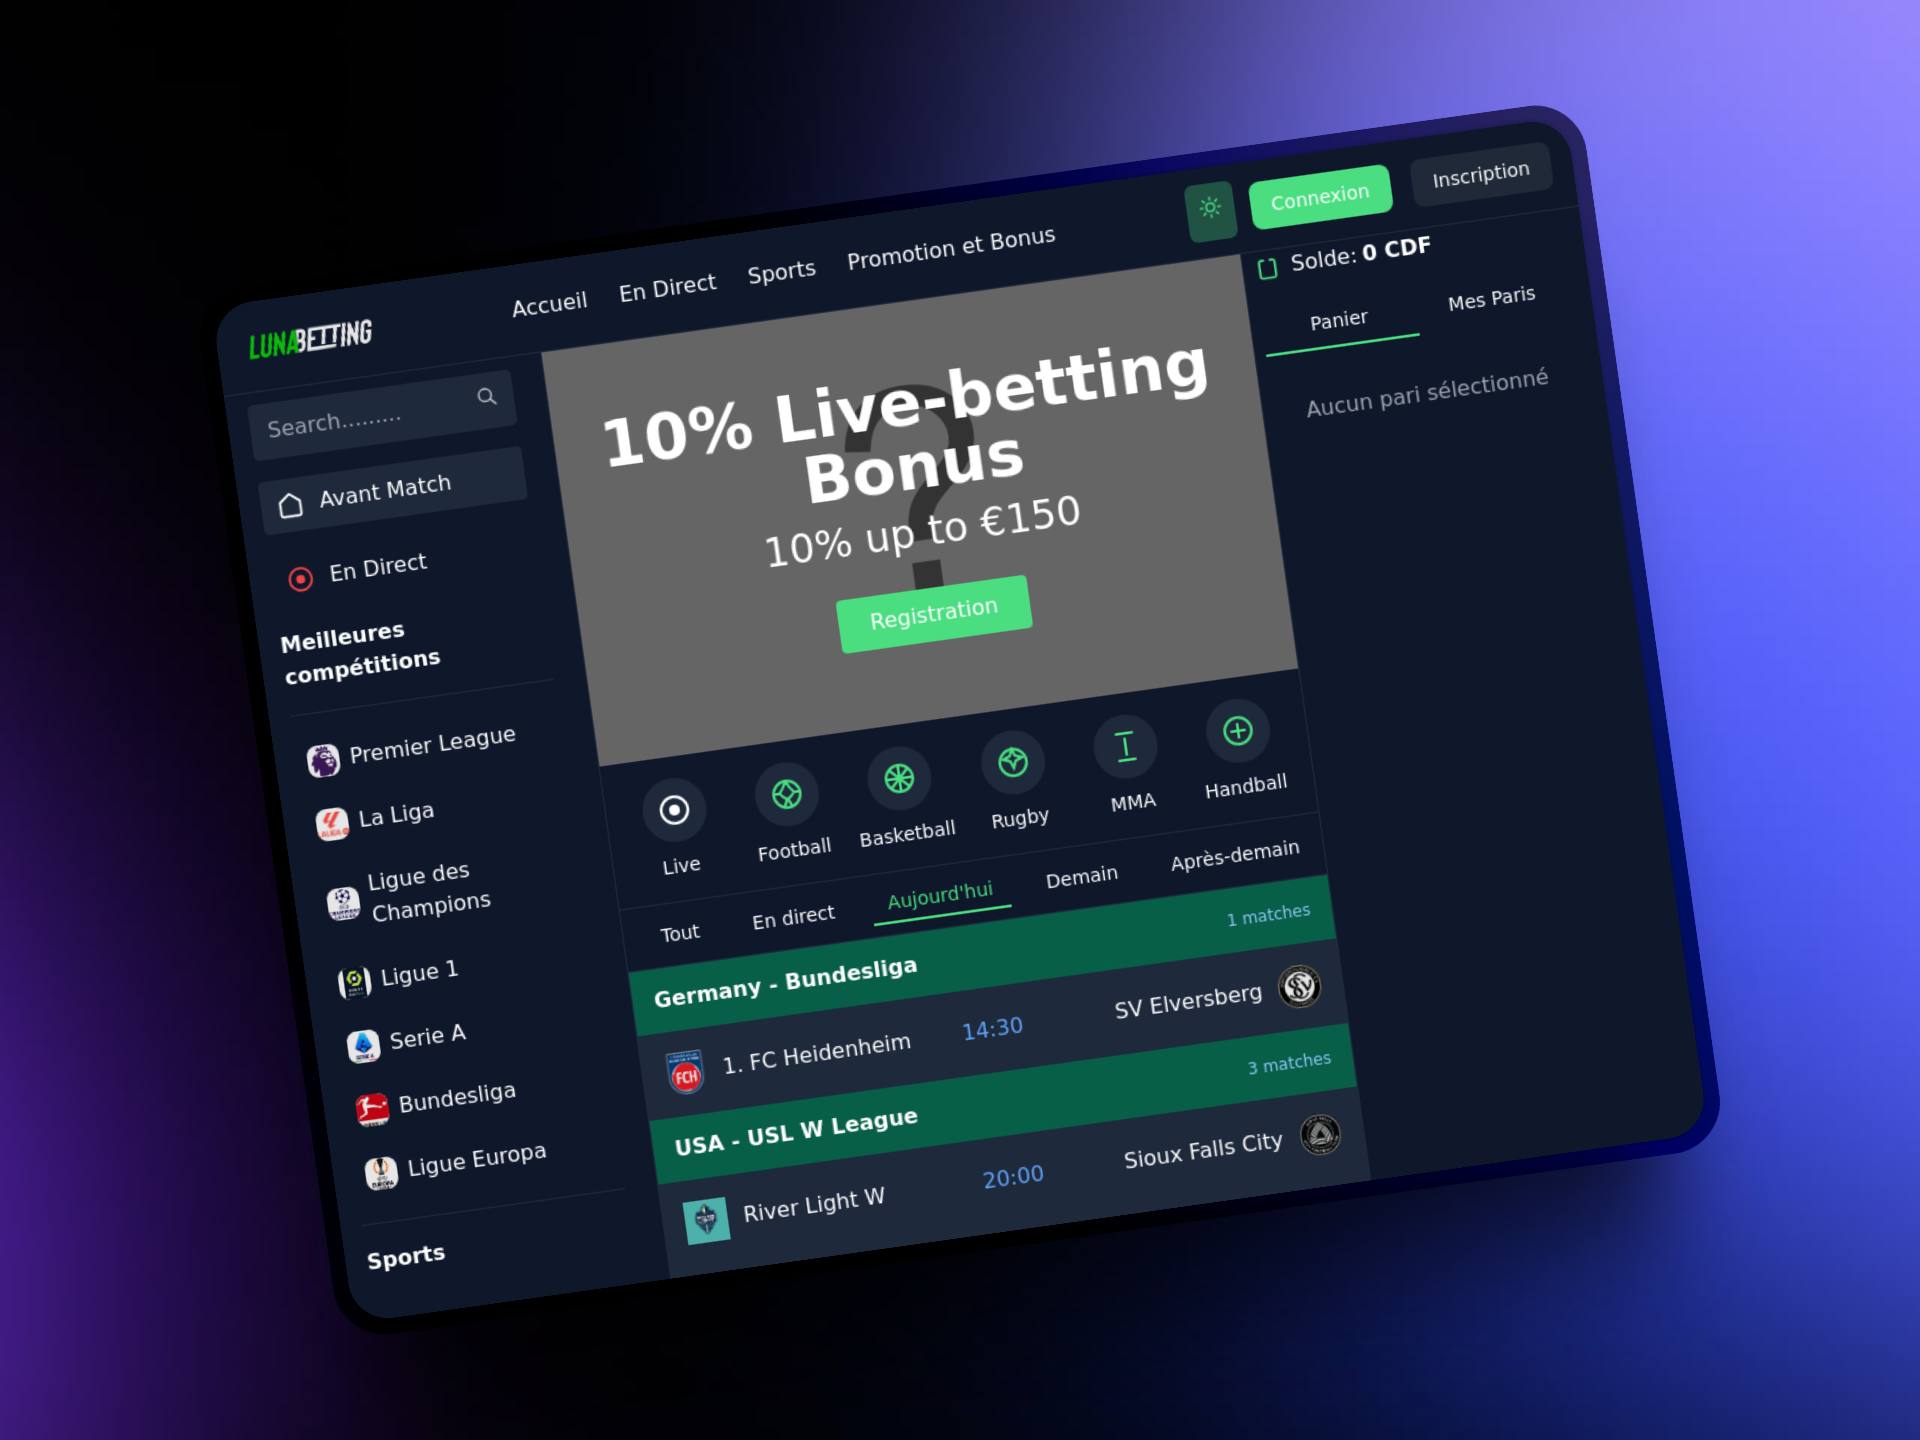 LUNABETTING
Accueil
En Direct
Sports
Promotion et Bonus
Connexion
Inscription
Search.........
Avant Match
En Direct
Meilleures
compétitions
Premier League
La Liga
Ligue des
Champions
Ligue 1
Serie A
Bundesliga
Ligue Europa
Sports
?
10% Live-betting
Bonus
10% up to €150
Registration
Live
Football
Basketball
Rugby
MMA
Handball
Tout
En direct
Aujourd'hui
Demain
Après-demain
Germany - Bundesliga
1 matches
FCH
1. FC Heidenheim
14:30
SV Elversberg
USA - USL W League
3 matches
River Light W
20:00
Sioux Falls City
Solde: 0 CDF
Panier
Mes Paris
Aucun pari sélectionné